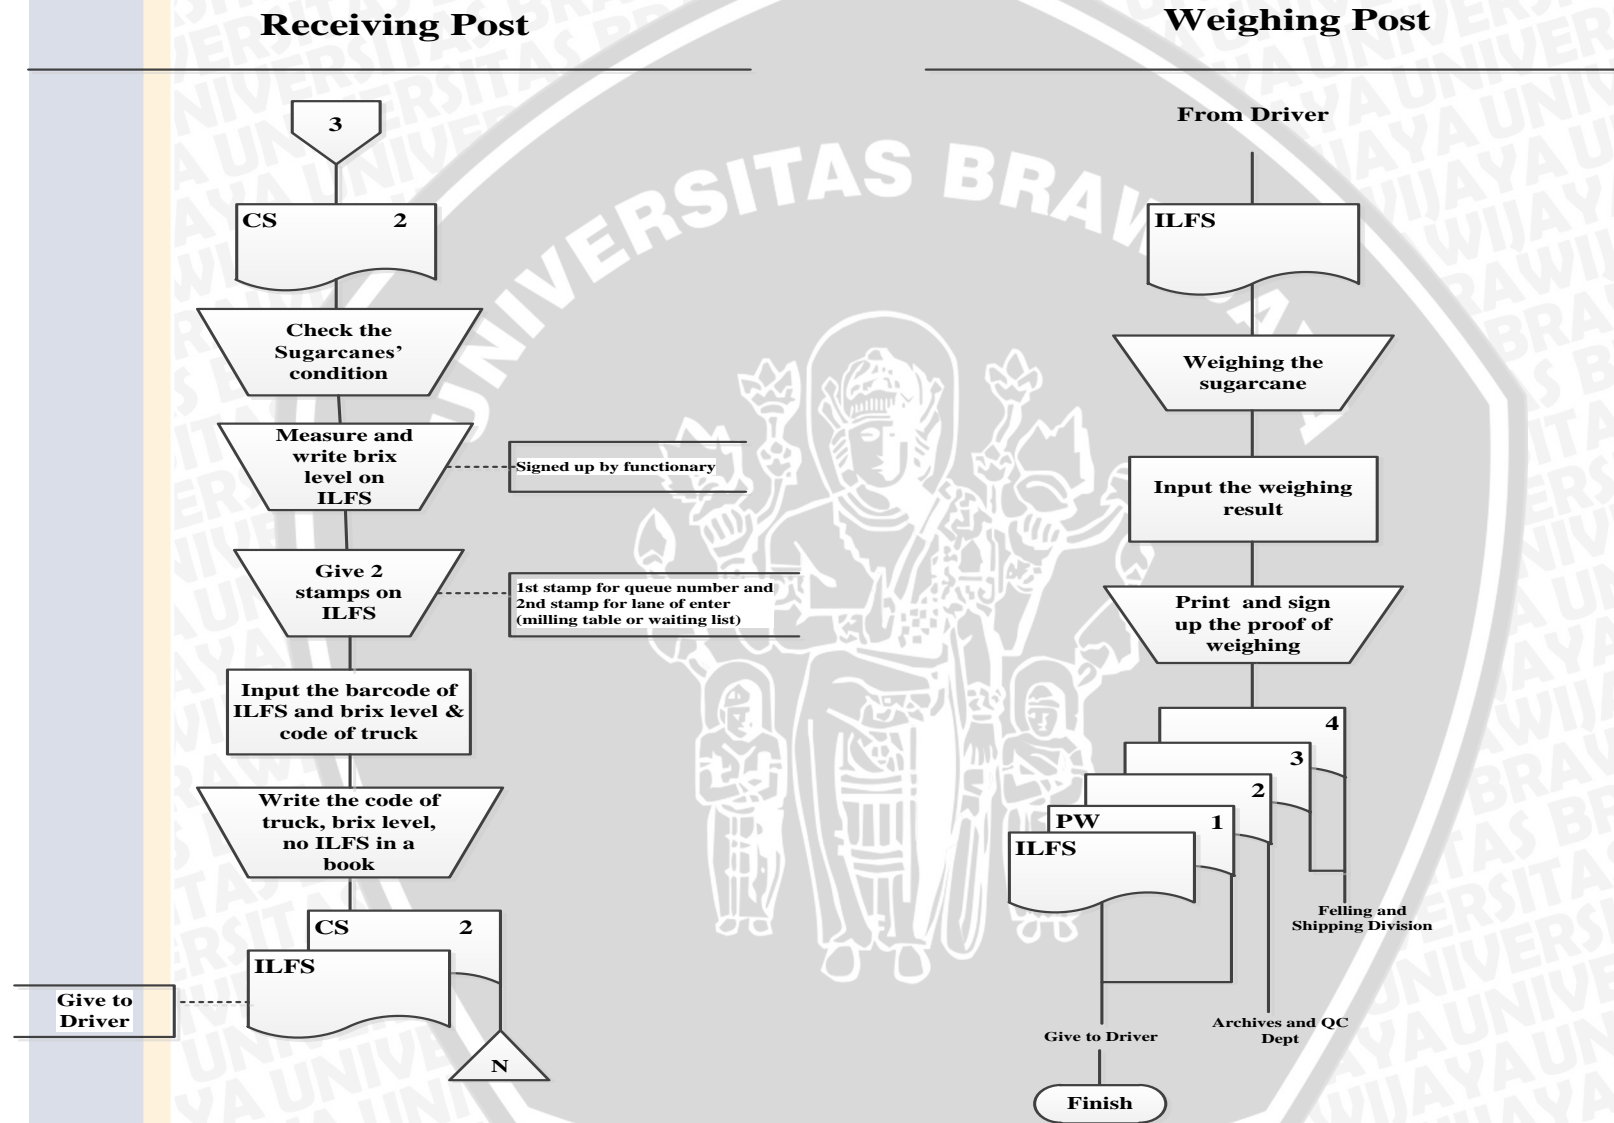 Receiving Post
3
CS 2
Check the
Sugarcanes’
condition
Measure and
write brix
level on
ILFS
Signed up by functionary
Give 2
stamps on
ILFS
1st stamp for queue number and
2nd stamp for lane of enter
(milling table or waiting list)
Input the barcode of
ILFS and brix level &
code of truck
Write the code of
truck, brix level,
no ILFS in a
book
CS 2
ILFS
Give to
Driver
N
Weighing Post
From Driver
ILFS
Weighing the
sugarcane
Input the weighing
result
Print and sign
up the proof of
weighing
4
3
2
PW 1
ILFS
Felling and
Shipping Division
Archives and QC
Dept
Give to Driver
Finish
UNIVERSITAS BRAWIJAYA